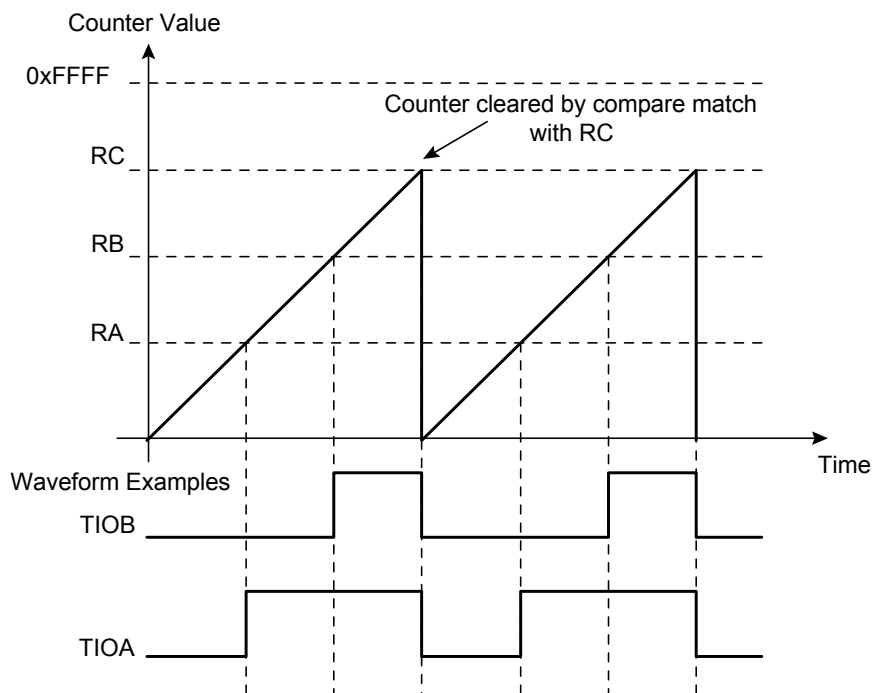 Counter Value
0xFFFF
Counter cleared by compare match
with RC
RC
RB
RA
Time
Waveform Examples
TIOB
TIOA